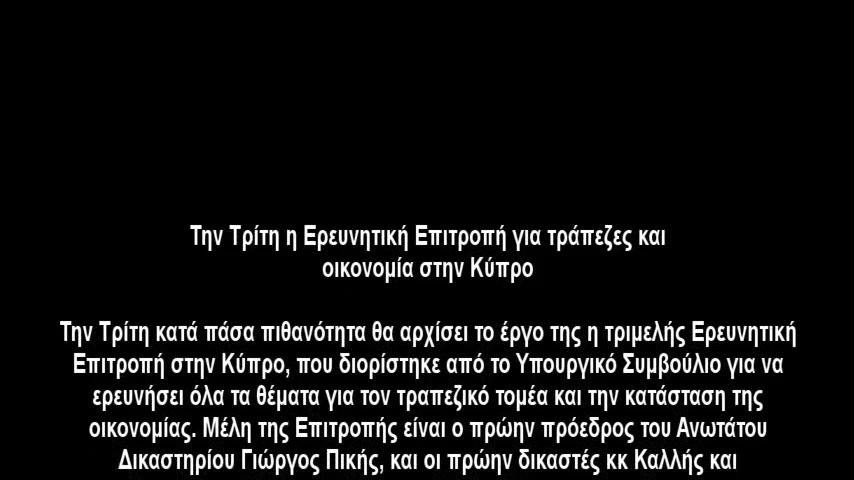 Την Τρίτη η Ερευνητική Επιτροπή για τράπεζες και
οικονομία στην Κύπρο
Την Τρίτη κατά πάσα πιθανότητα θα αρχίσει το έργο της η τριμελής Ερευνητική
Επιτροπή στην Κύπρο, που διορίστηκε από το Υπουργικό Συμβούλιο για να
ερευνήσει όλα τα θέματα για τον τραπεζικό τομέα και την κατάσταση της
οικονομίας. Μέλη της Επιτροπής είναι ο πρώην πρόεδρος του Ανωτάτου
Δικαστηρίου Γιώργος Πικής, και οι πρώην δικαστές κκ Καλλής και